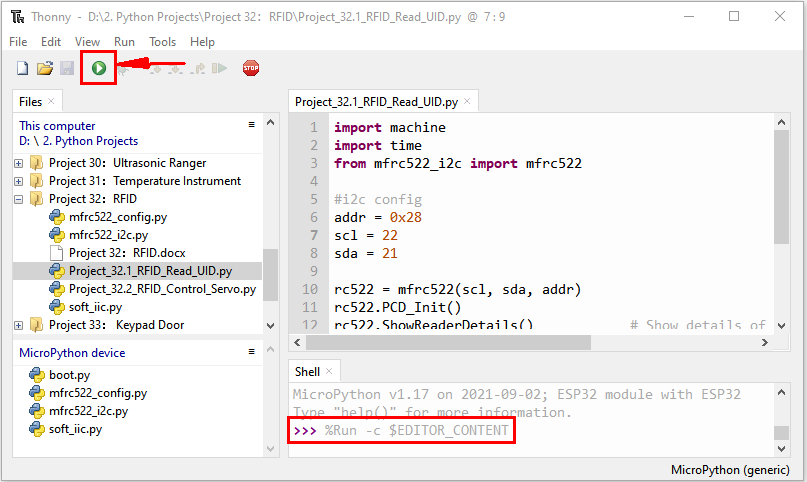 Thonny - D:\2. Python Projects\Project 32：RFID\Project_32.1_RFID_Read_UID.py @ 7 : 9
File Edit View Run Tools Help
STOP
Files
This computer
D: \ 2. Python Projects
Project 30：Ultrasonic Ranger
Project 31：Temperature Instrument
Project 32：RFID
mfrc522_config.py
mfrc522_i2c.py
Project 32：RFID.docx
Project_32.1_RFID_Read_UID.py
Project_32.2_RFID_Control_Servo.py
soft_iic.py
Project 33： Keypad Door
MicroPython device
boot.py
mfrc522_config.py
mfrc522_i2c.py
soft_iic.py
Project_32.1_RFID_Read_UID.py
1 import machine
2 import time
3 from mfrc522_i2c import mfrc522
4
5 #i2c config
6 addr = 0x28
7 scl = 22
8 sda = 21
9
10 rc522 = mfrc522(scl, sda, addr)
11 rc522.PCD_Init()
12 rc522.ShowReaderDetails() # Show details of
Shell
MicroPython v1.17 on 2021-09-02; ESP32 module with ESP32
Type "help()" for more information.
>>> %Run -c $EDITOR_CONTENT
MicroPython (generic)